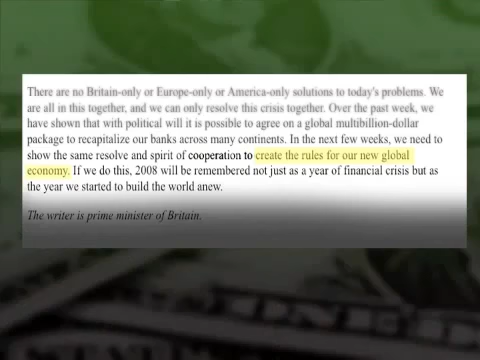 There are no Britain-only or Europe-only or America-only solutions to today's problems. We
are all in this together, and we can only resolve this crisis together. Over the past week, we
have shown that with political will it is possible to agree on a global multibillion-dollar
package to recapitalize our banks across many continents. In the next few weeks, we need to
show the same resolve and spirit of cooperation to create the rules for our new global
economy. If we do this, 2008 will be remembered not just as a year of financial crisis but as
the year we started to build the world anew.
The writer is prime minister of Britain.